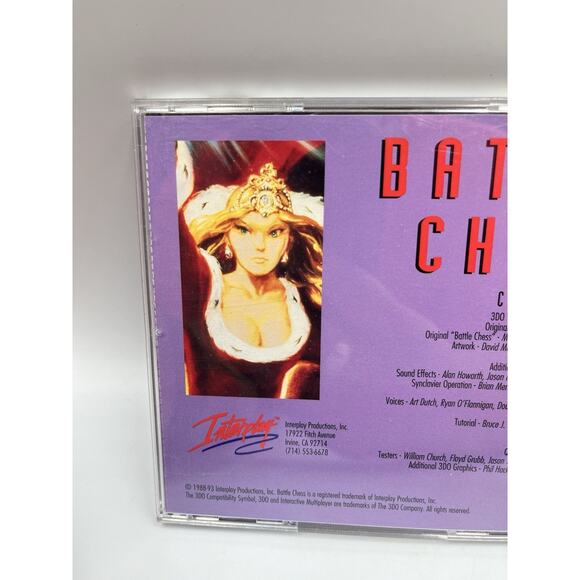 BAT
CH
C
3DO
Origina
Original "Battle Chess" - M
Artwork - David M
Additi
Sound Effects - Alan Howarth, Jason
Synclavier Operation - Brian Mer
Voices - Art Dutch, Ryan O'Flannigan, Dou
Tutorial - Bruce J.
Testers - William Church, Floyd Grubb, Jason
Additional 3DO Graphics - Phil Hoc
Interplay™
Interplay Productions, Inc.
17922 Fitch Avenue
Irvine, CA 92714
(714) 553-6678
© 1988-93 Interplay Productions, Inc. Battle Chess is a registered trademark of Interplay Productions, Inc.
The 3DO Compatibility Symbol, 3DO and Interactive Multiplayer are trademarks of The 3DO Company. All rights reserved.